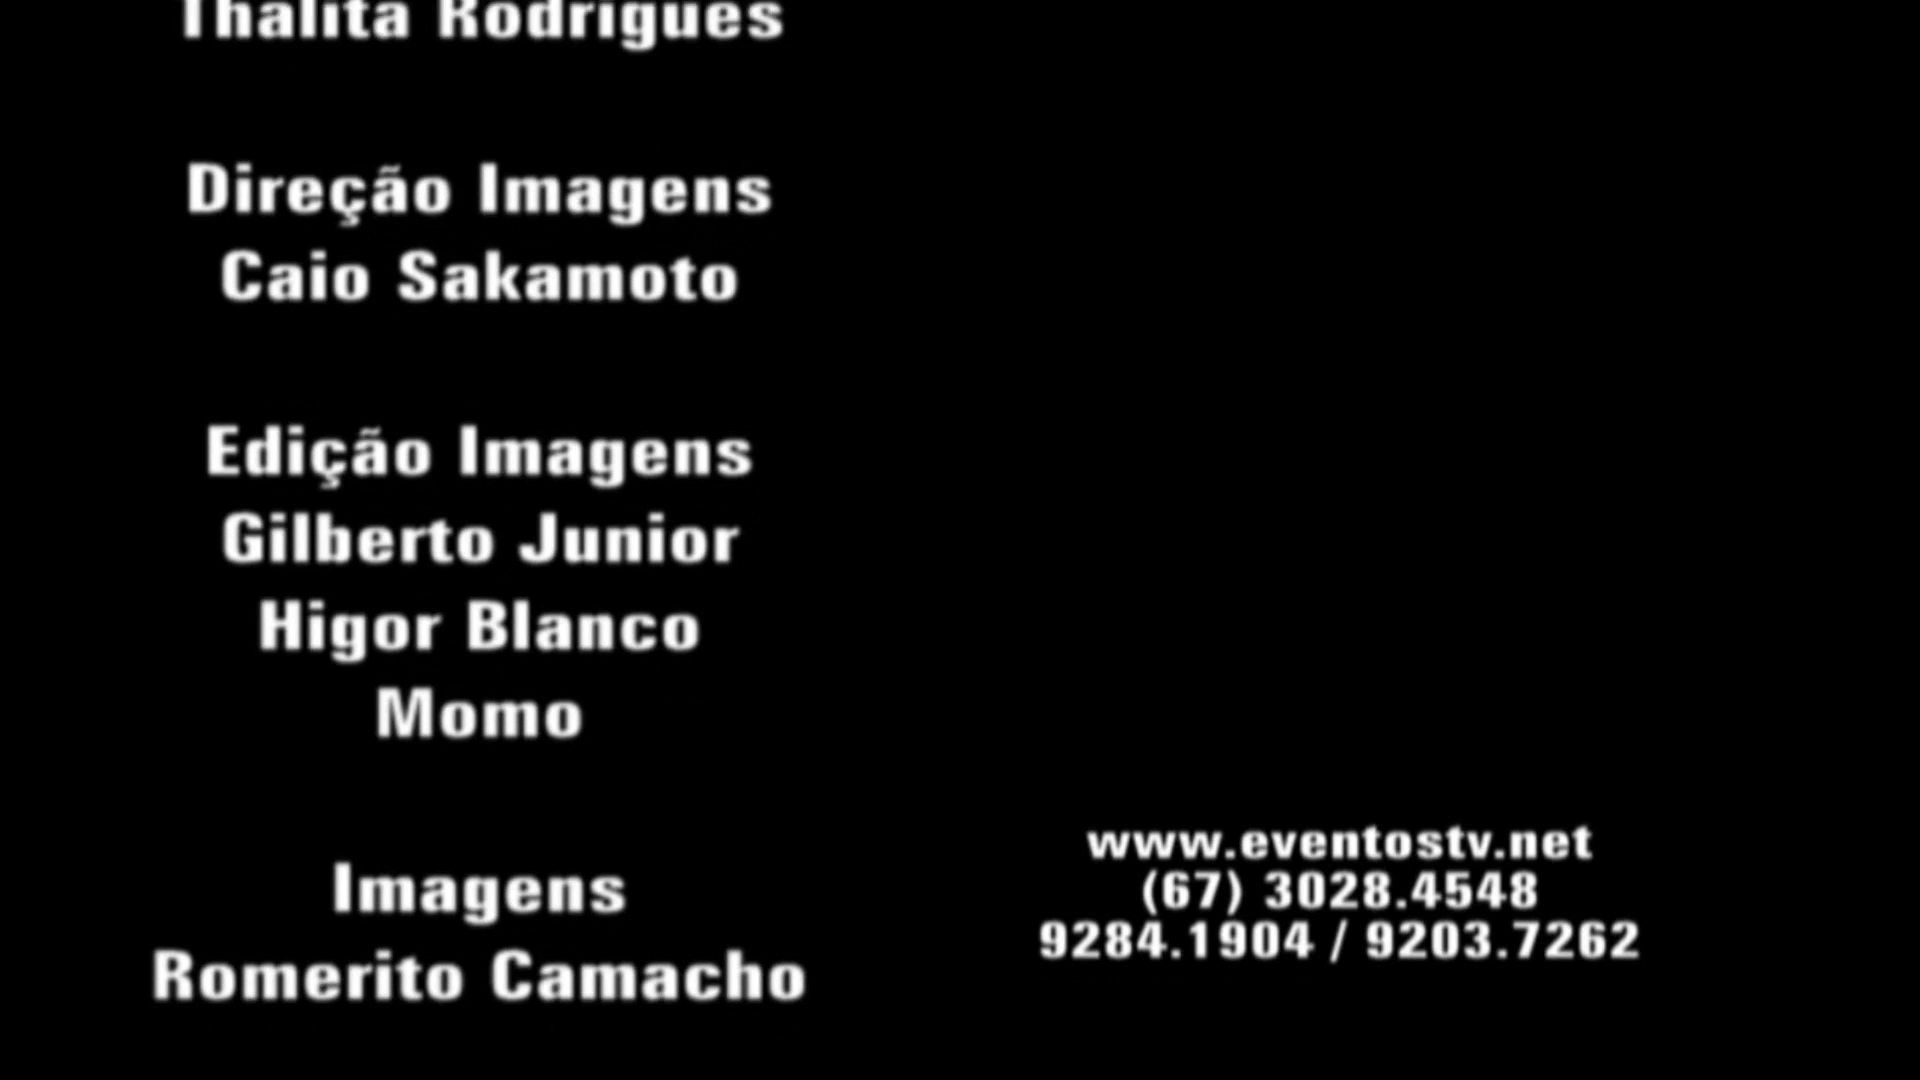 Thalita Rodrigues
Direção Imagens
Caio Sakamoto
Edição Imagens
Gilberto Junior
Higor Blanco
Momo
Imagens
Romerito Camacho
www.eventostv.net
(67) 3028.4548
9284.1904 / 9203.7262